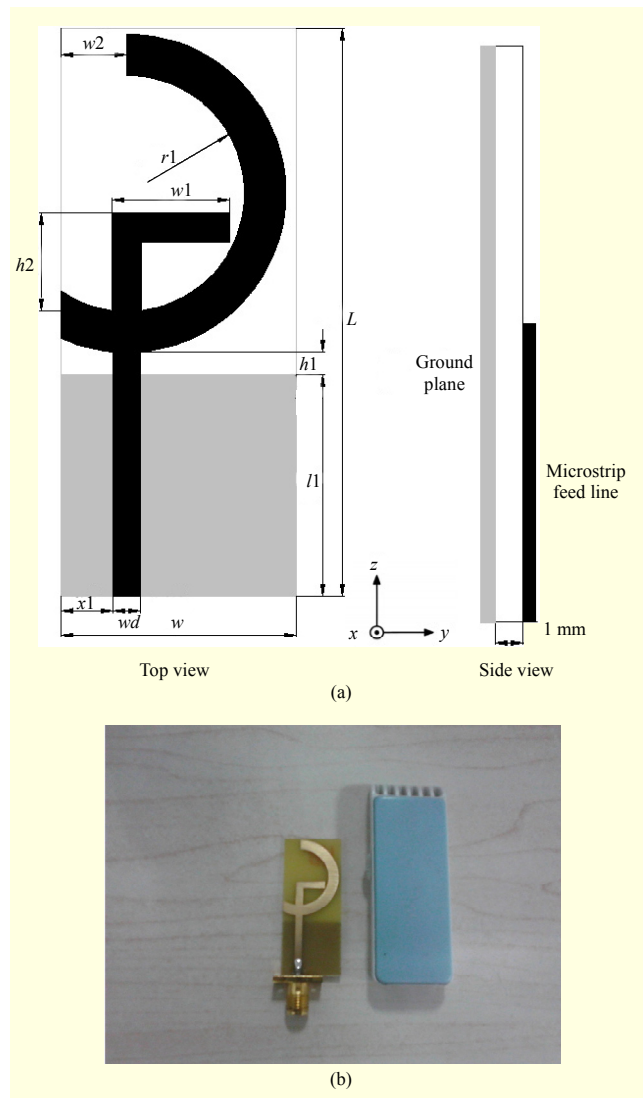 w2
r1
w1
h2
L
h1
Ground
plane
l1
Microstrip
feed line
x1
wd
w
z
x
y
1 mm
Top view
Side view
(a)
(b)